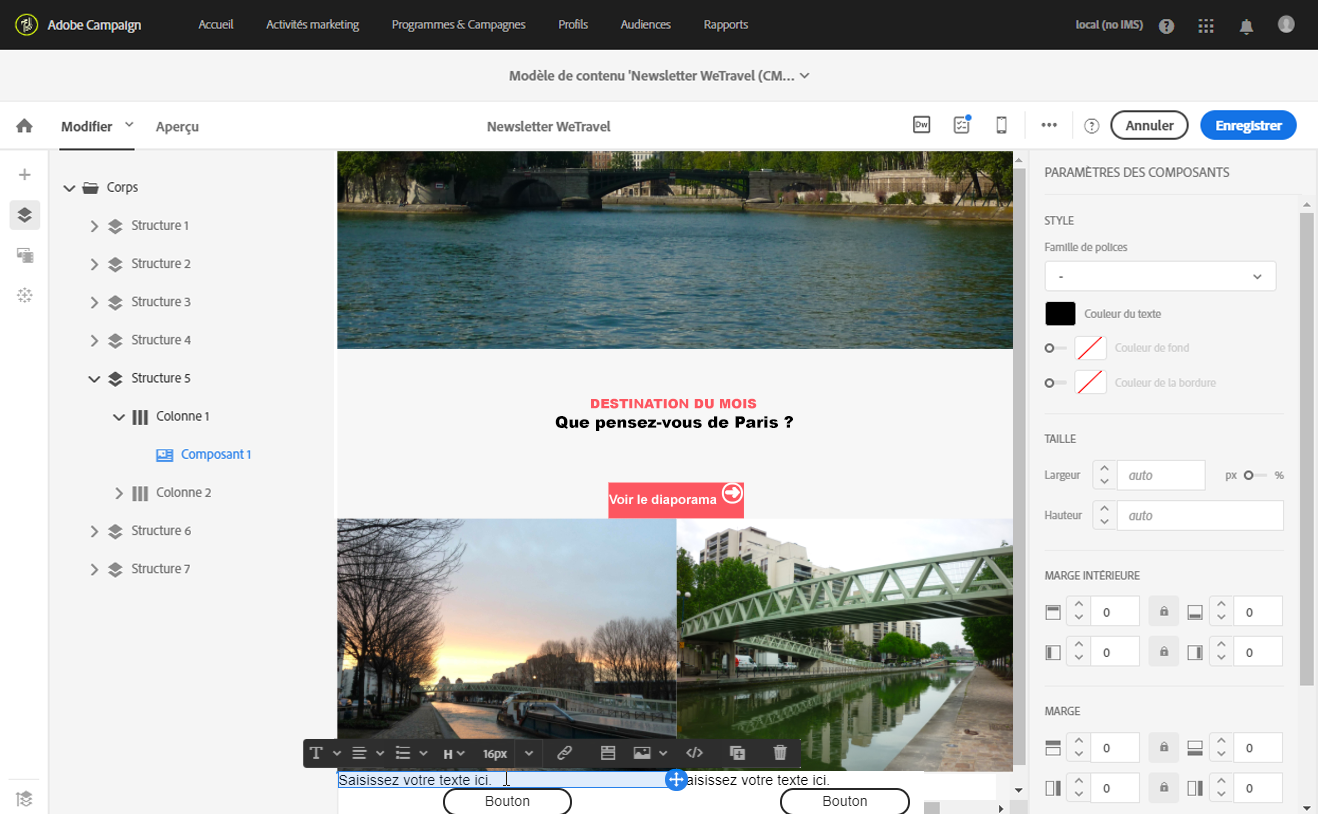 Adobe Campaign
Accueil
Activités marketing
Programmes & Campagnes
Profils
Audiences
Rapports
local (no IMS)
Modèle de contenu 'Newsletter WeTravel (CM...
Modifier
Aperçu
Newsletter WeTravel
Dw
Annuler
Enregistrer
Corps
Structure 1
Structure 2
Structure 3
Structure 4
Structure 5
Colonne 1
Composant 1
Colonne 2
Structure 6
Structure 7
DESTINATION DU MOIS
Que pensez-vous de Paris ?
Voir le diaporama
T
H
16px
Saisissez votre texte ici.
aisissez votre texte ici.
Bouton
Bouton
PARAMÈTRES DES COMPOSANTS
STYLE
Famille de polices
-
Couleur du texte
Couleur de fond
Couleur de la bordure
TAILLE
Largeur
auto
px
%
Hauteur
auto
MARGE INTÉRIEURE
0
0
0
0
MARGE
0
0
0
0